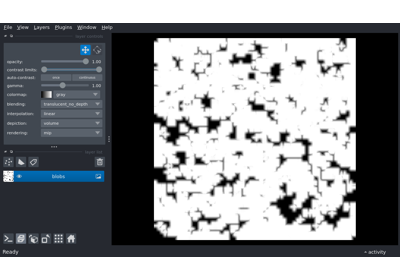 File View Layers Plugins Window Help
opacity: 1.00
contrast limits:
auto-contrast: once continuous
gamma: 1.00
colormap: gray
blending: translucent_no_depth
interpolation: linear
depiction: volume
rendering: mip
blobs
Ready
activity